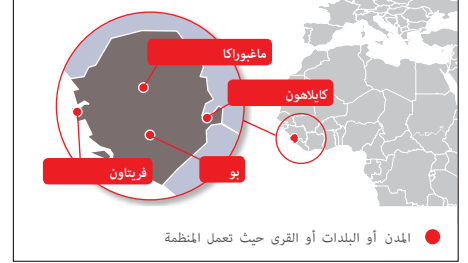 ماغبوراكا
كايلاهون
بو
فريتاون
المدن أو البلدات أو القرى حيث تعمل المنظمة